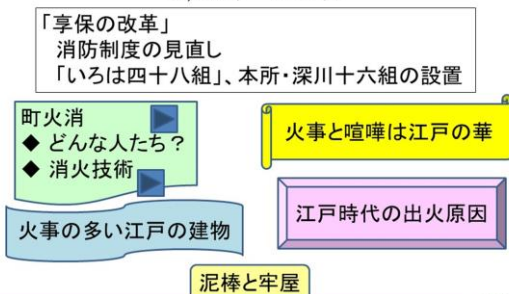 「享保の改革」
消防制度の見直し
「いろは四十八組」、本所・深川十六組の設置
町火消
◆ どんな人たち?
◆ 消火技術
火事と喧嘩は江戸の華
火事の多い江戸の建物
江戸時代の出火原因
泥棒と牢屋